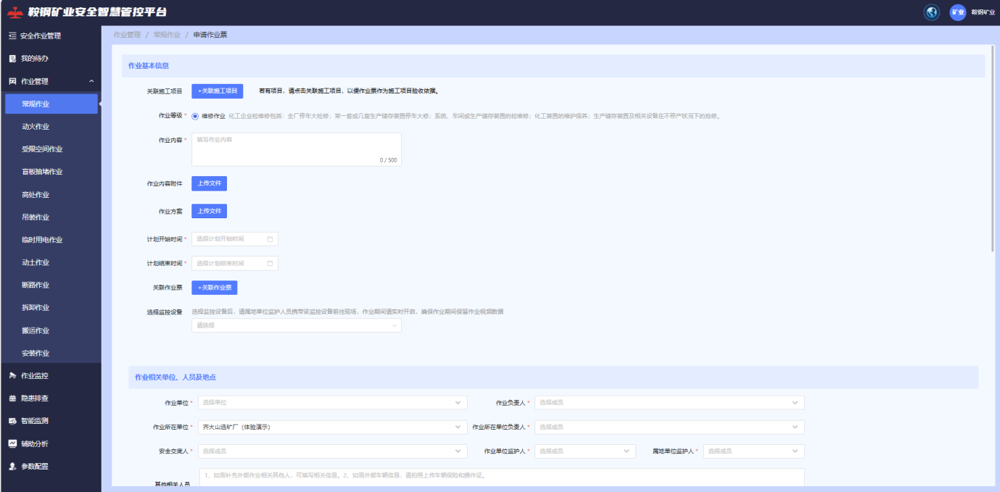 鞍钢矿业安全智慧管控平台
矿业 鞍钢矿业
安全作业管理
我的待办
作业管理
常规作业
动火作业
受限空间作业
盲板抽堵作业
高处作业
吊装作业
临时用电作业
动土作业
断路作业
拆卸作业
搬运作业
安装作业
作业监控
隐患排查
智能监测
辅助分析
参数配置
作业管理 / 常规作业 / 申请作业票
作业基本信息
关联施工项目 +关联施工项目 若有项目，请点击关联施工项目，以便作业票作为施工项目验收依据。
作业等级 * 维修作业 化工企业检维修包括：全厂停车大检修；某一套或几套生产储存装置停车大修；系统、车间或生产储存装置的检维修；化工装置的维护保养；生产储存装置及相关设备在不停产状况下的抢修。
作业内容 * 填写作业内容
0 / 500
作业内容附件 上传文件
作业方案 上传文件
计划开始时间 * 选择计划开始时间
计划结束时间 * 选择计划结束时间
关联作业票 +关联作业票
选择监控设备 选择监控设备后，请属地单位监护人员携带该监控设备前往现场，作业期间请实时开启，确保作业期间保留作业视频数据
请选择
作业相关单位、人员及地点
作业单位 * 选择单位 作业负责人 * 选择成员
作业所在单位 * 齐大山选矿厂（体验演示） 作业所在单位负责人 * 选择成员
安全交底人 * 选择成员 作业单位监护人 * 选择成员 属地单位监护人 * 选择成员
其他相关人员 1、如需补充外部作业相关其他人，可填写相关信息。2、如需外部车辆信息，请拍照上传车辆保险和操作证。